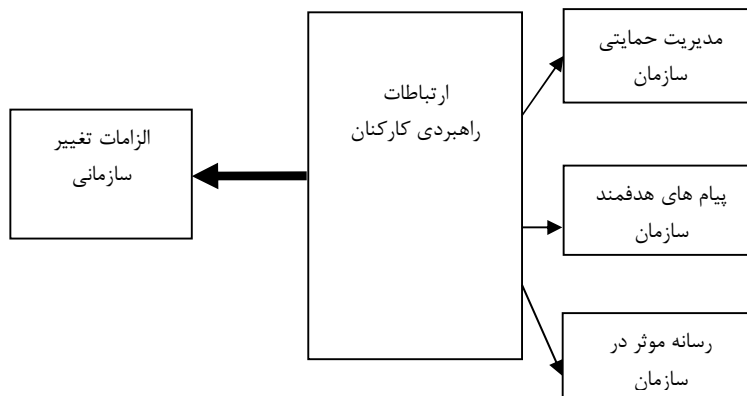 مدیریت حمایتی
سازمان
ارتباطات
راهبردی کارکنان
الزامات تغییر
سازمانی
پیام های هدفمند
سازمان
رسانه موثر در
سازمان